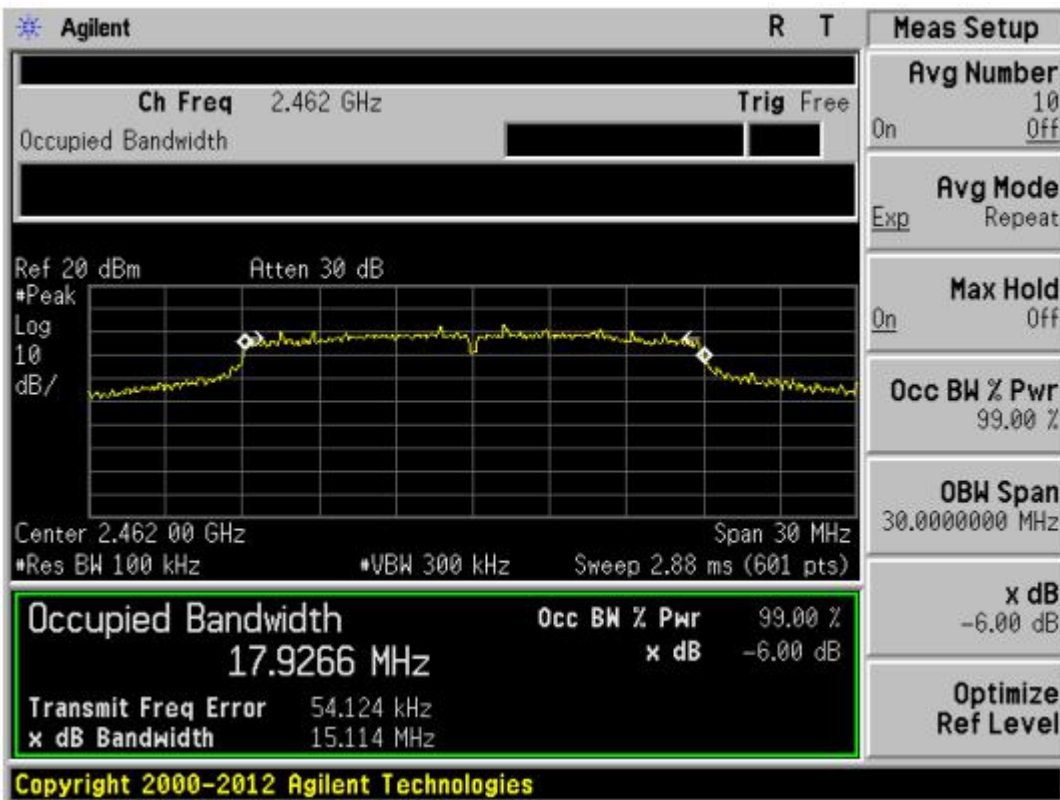 Agilent R T
Ch Freq 2.462 GHz Trig Free
Occupied Bandwidth
Ref 20 dBm Atten 30 dB
#Peak
Log
10
dB/
Center 2.462 00 GHz Span 30 MHz
#Res BW 100 kHz #VBW 300 kHz Sweep 2.88 ms (601 pts)
Occupied Bandwidth Occ BW % Pwr 99.00 %
17.9266 MHz x dB -6.00 dB
Transmit Freq Error 54.124 kHz
x dB Bandwidth 15.114 MHz
Copyright 2000-2012 Agilent Technologies
Meas Setup
Avg Number
10
On Off
Avg Mode
Exp Repeat
Max Hold
On Off
Occ BW % Pwr
99.00 %
OBW Span
30.0000000 MHz
x dB
-6.00 dB
Optimize
Ref Level